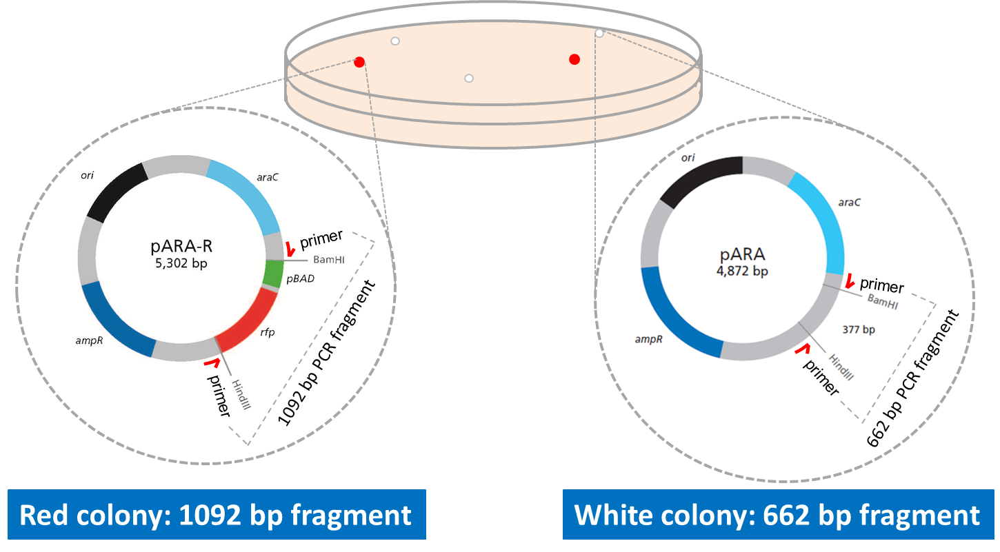 ori
araC
pARA-R
5,302 bp
primer
BamHI
pBAD
rfp
ampR
HindIII
primer
1092 bp PCR fragment
ori
araC
pARA
4,872 bp
primer
BamHI
377 bp
ampR
HindIII
primer
662 bp PCR fragment
Red colony: 1092 bp fragment
White colony: 662 bp fragment